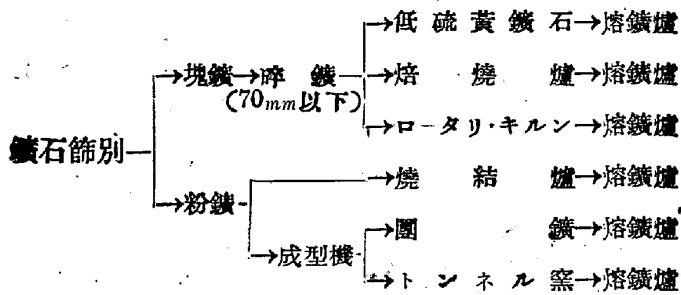 →低硫黃鑛石→熔鑛爐
→塊鑛→碎鑛→焙燒爐→熔鑛爐
(70mm以下)
→ロータリ・キルン→熔鑛爐
鑛石篩別
→燒結爐→熔鑛爐
→粉鑛
→團鑛→熔鑛爐
→成型機
→トンネル窯→熔鑛爐